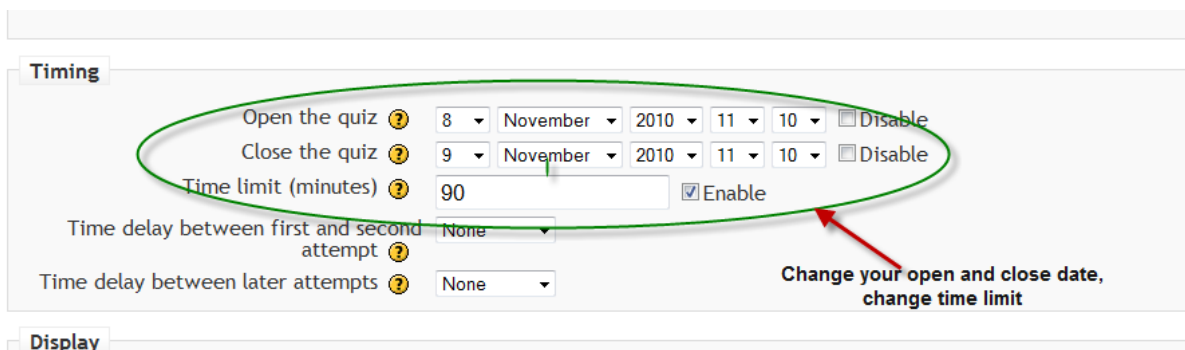 Timing
Open the quiz ? 8 November 2010 11 10 Disable
Close the quiz ? 9 November 2010 11 10 Disable
Time limit (minutes) ? 90 Enable
Time delay between first and second None
attempt ?
Time delay between later attempts ? None
Change your open and close date,
change time limit
Display